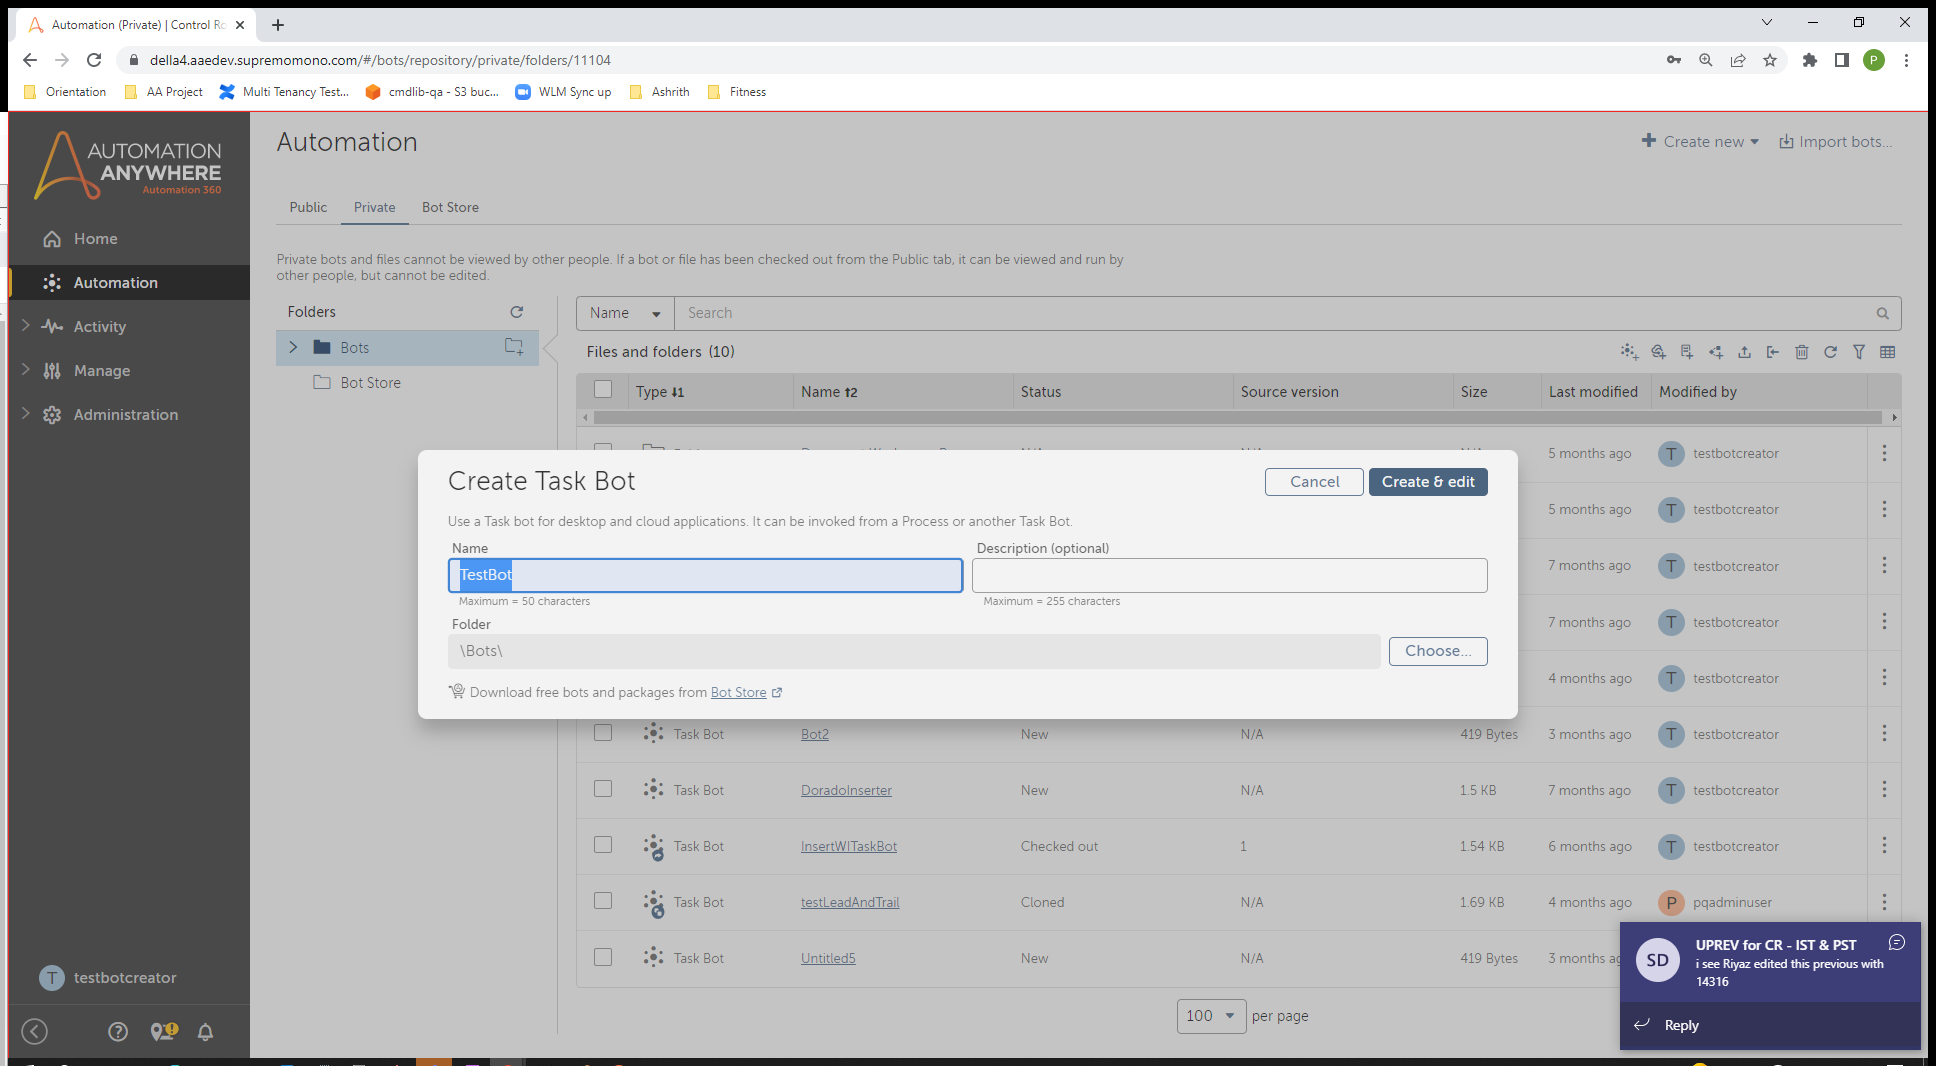 Automation (Private) | Control Ro
della4.aaedev.supremomono.com/#/bots/repository/private/folders/11104
P
Orientation
AA Project
Multi Tenancy Test...
cmdlib-qa - S3 buc...
WLM Sync up
Ashrith
Fitness
AUTOMATION
ANYWHERE
Automation 360
Home
Automation
Activity
Manage
Administration
testbotcreator
T
Automation
Create new
Import bots...
Public
Private
Bot Store
Private bots and files cannot be viewed by other people. If a bot or file has been checked out from the Public tab, it can be viewed and run by
other people, but cannot be edited.
Folders
Bots
Bot Store
Name
Search
Files and folders (10)
Type 1 Name 2 Status Source version Size Last modified Modified by
5 months ago T testbotcreator
5 months ago T testbotcreator
7 months ago T testbotcreator
7 months ago T testbotcreator
4 months ago T testbotcreator
Create Task Bot
Cancel
Create & edit
Use a Task bot for desktop and cloud applications. It can be invoked from a Process or another Task Bot.
Name
Description (optional)
TestBot
Maximum = 50 characters
Maximum = 255 characters
Folder
\Bots\
Choose...
Download free bots and packages from Bot Store
Task Bot Bot2 New N/A 419 Bytes 3 months ago T testbotcreator
Task Bot DoradoInserter New N/A 1.5 KB 7 months ago T testbotcreator
Task Bot InsertWITaskBot Checked out 1 1.54 KB 6 months ago T testbotcreator
Task Bot testLeadAndTrail Cloned N/A 1.69 KB 4 months ago P pqadminuser
Task Bot Untitled5 New N/A 419 Bytes 3 months ag
100
per page
SD
UPREV for CR - IST & PST
i see Riyaz edited this previous with
14316
Reply